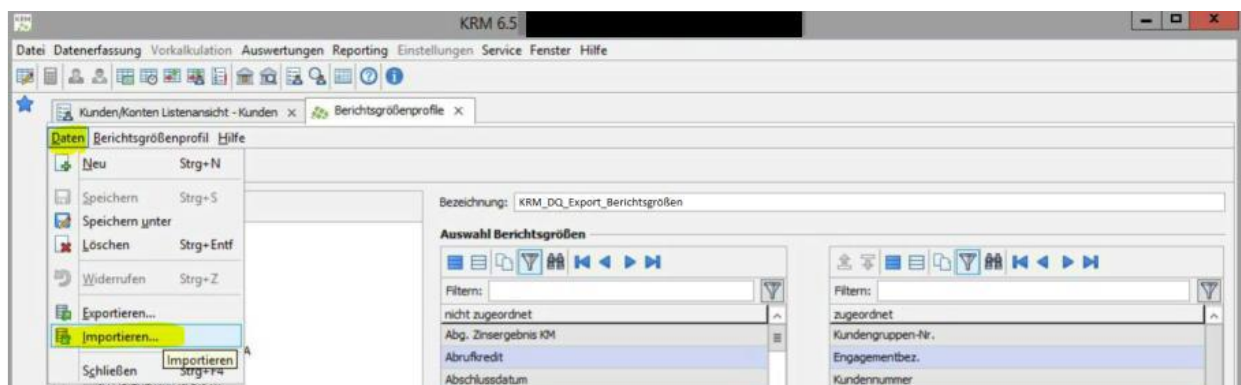 KRM 6.5
Datei Datenerfassung Vorkalkulation Auswertungen Reporting Einstellungen Service Fenster Hilfe
Kunden/Konten Listenansicht - Kunden Berichtsgrößenprofile
Daten Berichtsgrößenprofil Hilfe
Neu Strg+N
Speichern Strg+S
Bezeichnung: KRM_DQ_Export_Berichtsgrößen
Speichern unter
Auswahl Berichtsgrößen
Löschen Strg+Entf
Widerrufen Strg+Z
Filtern: Filtern:
Exportieren...
nicht zugeordnet zugeordnet
Importieren...
Abg. Zinsergebnis KM Kundengruppen-Nr.
Importieren
A
Abrufkredit Engagementbez.
Schließen Strg+F4
Abschlussdatum Kundennummer